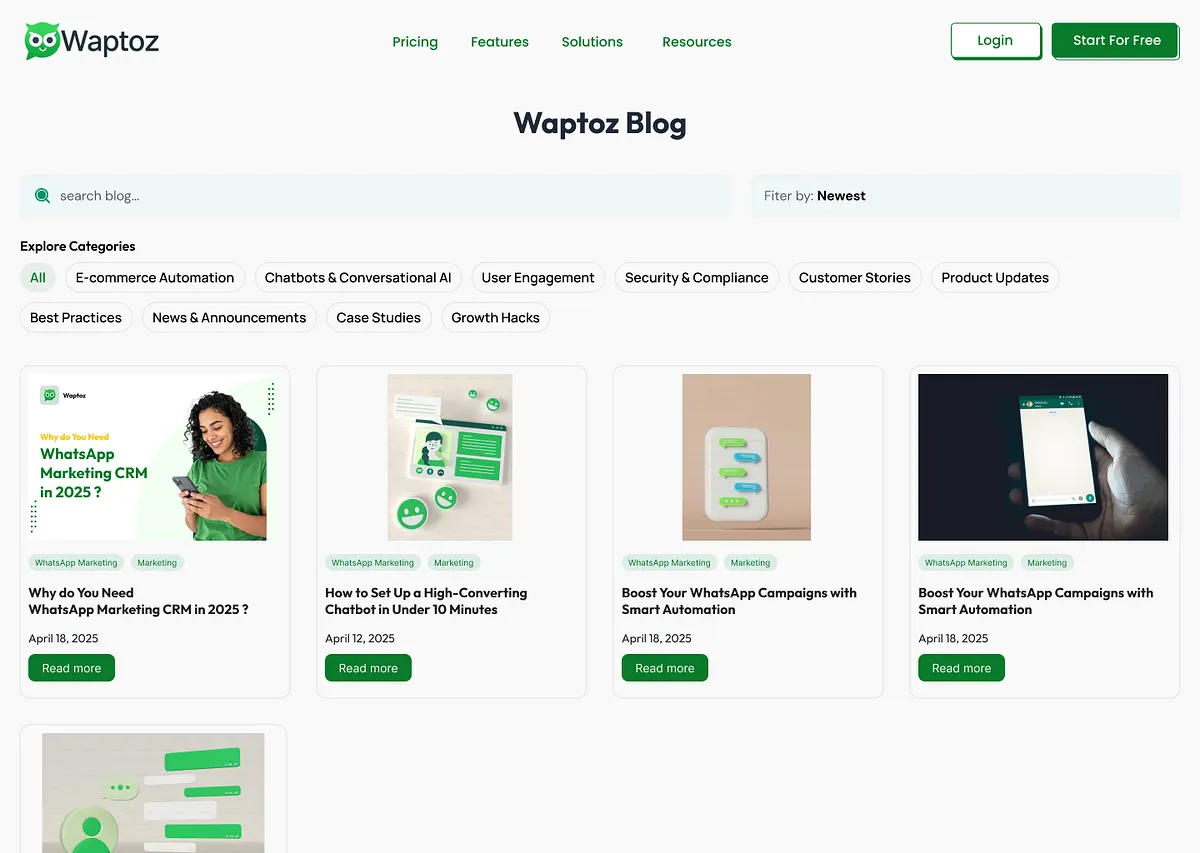 Waptoz
Pricing
Features
Solutions
Resources
Login
Start For Free
Waptoz Blog
search blog...
Fiter by: Newest
Explore Categories
All
E-commerce Automation
Chatbots & Conversational AI
User Engagement
Security & Compliance
Customer Stories
Product Updates
Best Practices
News & Announcements
Case Studies
Growth Hacks
Waptoz
Why do You Need
WhatsApp
Marketing CRM
in 2025 ?
WhatsApp Marketing
Marketing
Why do You Need
WhatsApp Marketing CRM in 2025 ?
April 18, 2025
Read more
WhatsApp Marketing
Marketing
How to Set Up a High-Converting
Chatbot in Under 10 Minutes
April 12, 2025
Read more
WhatsApp Marketing
Marketing
Boost Your WhatsApp Campaigns with
Smart Automation
April 18, 2025
Read more
WhatsApp Marketing
Marketing
Boost Your WhatsApp Campaigns with
Smart Automation
April 18, 2025
Read more